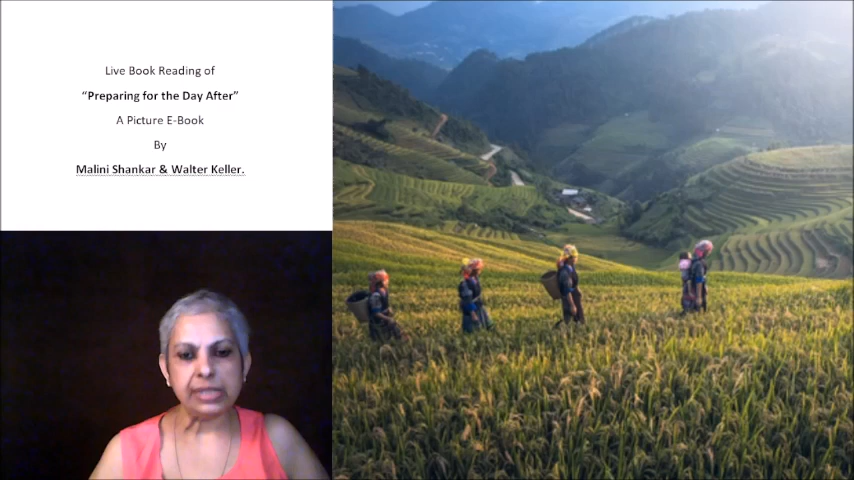 Live Book Reading of
“Preparing for the Day After”
A Picture E-Book
By
Malini Shankar & Walter Keller.